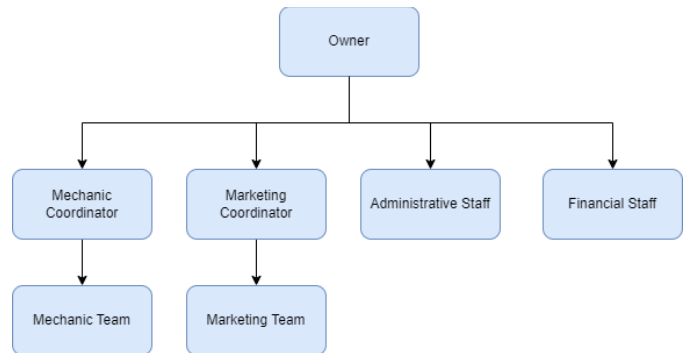 Owner
Mechanic
Coordinator
Marketing
Coordinator
Administrative Staff
Financial Staff
Mechanic Team
Marketing Team